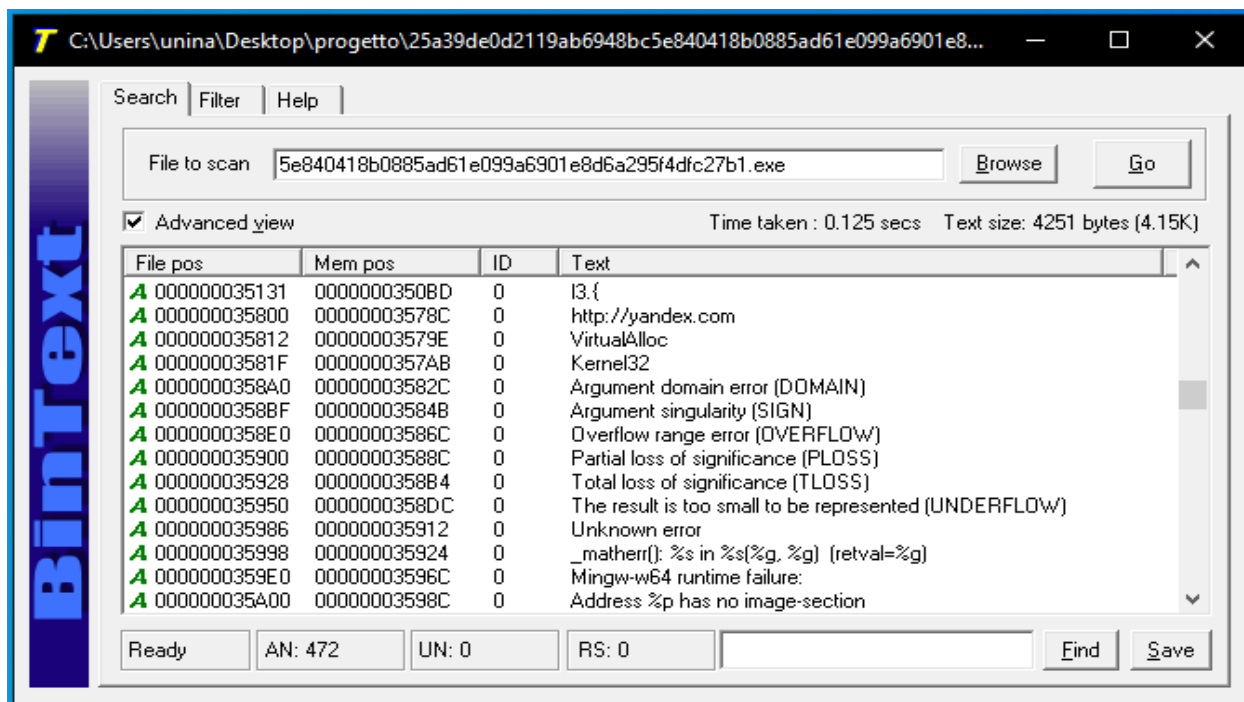 C:\Users\unina\Desktop\progetto\25a39de0d2119ab6948bc5e840418b0885ad61e099a6901e8...
Search Filter Help
File to scan 5e840418b0885ad61e099a6901e8d6a295f4dfc27b1.exe Browse Go
Advanced view Time taken : 0.125 secs Text size: 4251 bytes (4.15K)
BinText
File pos Mem pos ID Text
A 000000035131 0000000350BD 0 l3.{
A 000000035800 00000003578C 0 http://yandex.com
A 000000035812 00000003579E 0 VirtualAlloc
A 00000003581F 0000000357AB 0 Kernel32
A 0000000358A0 00000003582C 0 Argument domain error (DOMAIN)
A 0000000358BF 00000003584B 0 Argument singularity (SIGN)
A 0000000358E0 00000003586C 0 Overflow range error (OVERFLOW)
A 000000035900 00000003588C 0 Partial loss of significance (PLOSS)
A 000000035928 0000000358B4 0 Total loss of significance (TLOSS)
A 000000035950 0000000358DC 0 The result is too small to be represented (UNDERFLOW)
A 000000035986 000000035912 0 Unknown error
A 000000035998 000000035924 0 _matherr(): %s in %s(%g, %g) (retval=%g)
A 0000000359E0 00000003596C 0 Mingw-w64 runtime failure:
A 000000035A00 00000003598C 0 Address %p has no image-section
Ready AN: 472 UN: 0 RS: 0 Find Save